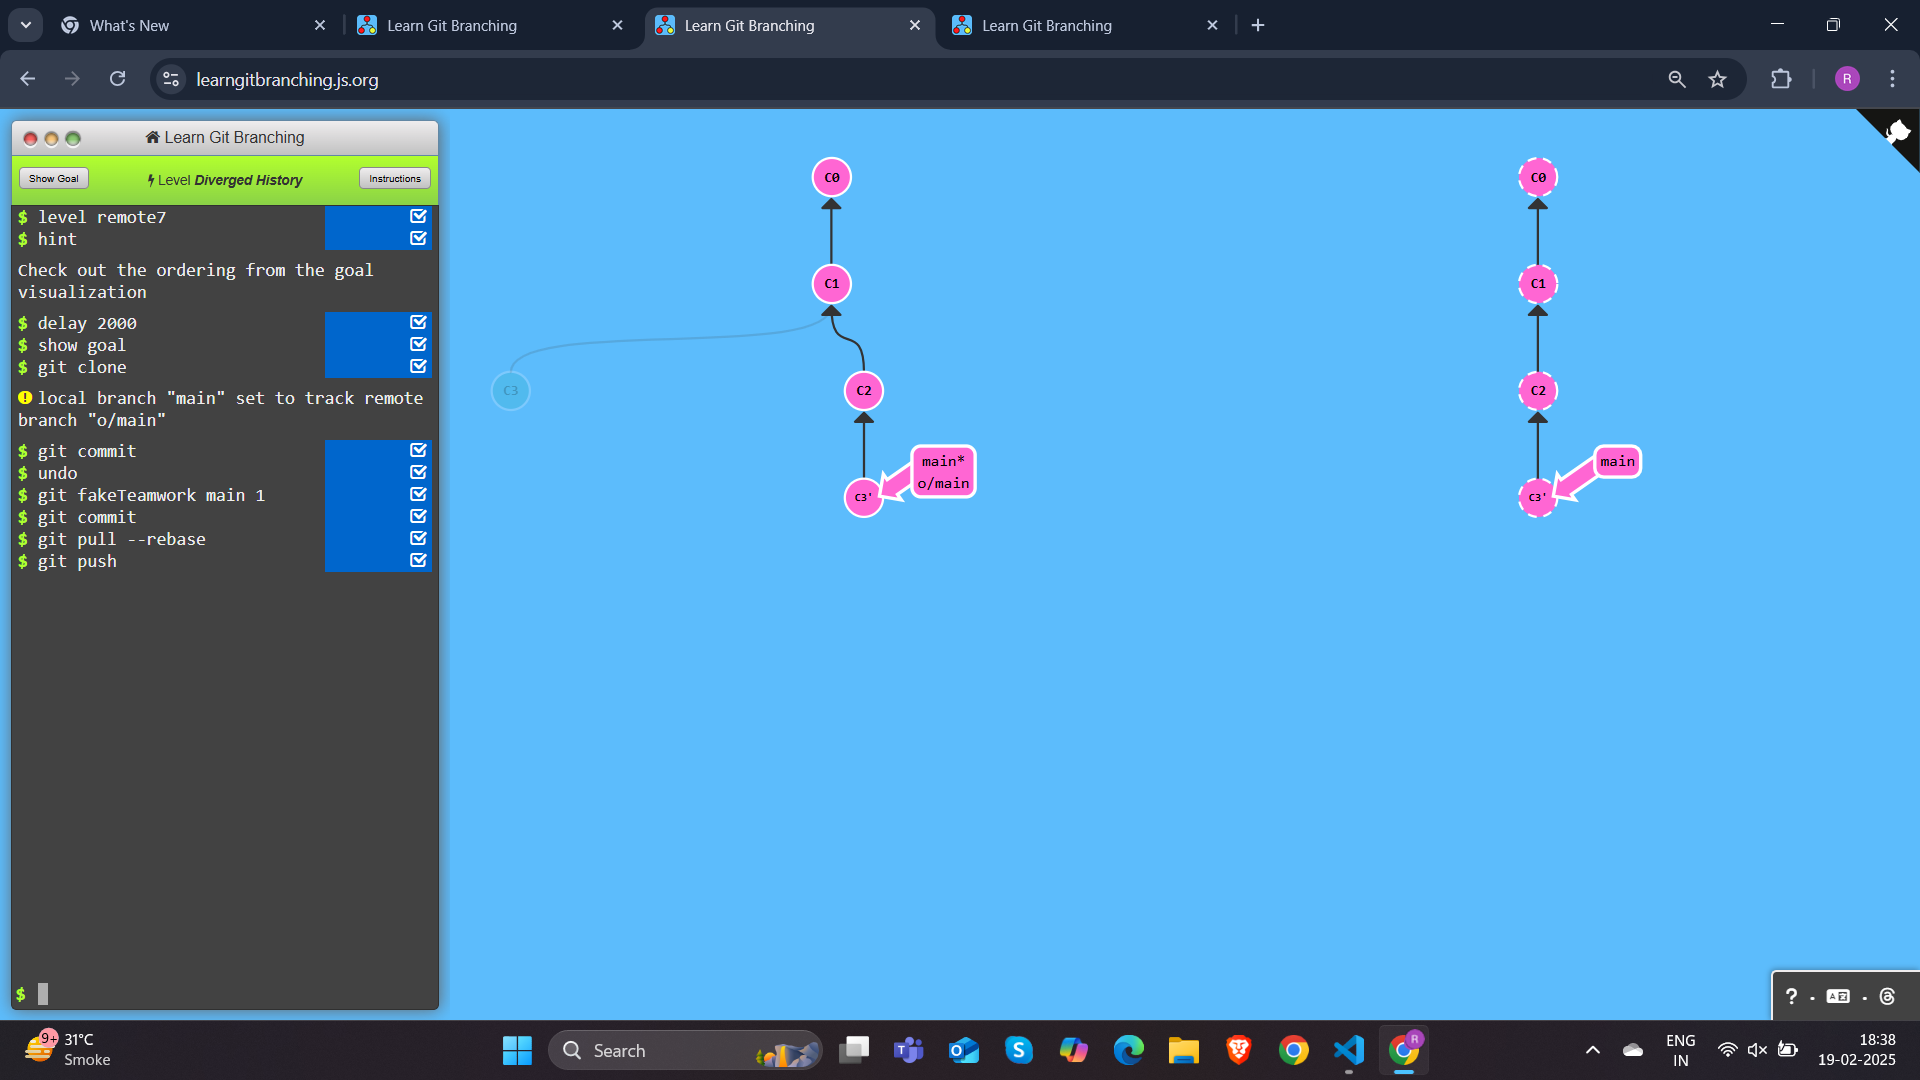 What's New
Learn Git Branching
Learn Git Branching
Learn Git Branching
learngitbranching.js.org
R
Learn Git Branching
Show Goal
Level Diverged History
Instructions
$ level remote7
$ hint
Check out the ordering from the goal
visualization
$ delay 2000
$ show goal
$ git clone
local branch "main" set to track remote
branch "o/main"
$ git commit
$ undo
$ git fakeTeamwork main 1
$ git commit
$ git pull --rebase
$ git push
$
C0
C1
C3
C2
main*
o/main
C3'
C0
C1
C2
main
C3'
?
9+
31°C
Smoke
Search
R
ENG
IN
18:38
19-02-2025